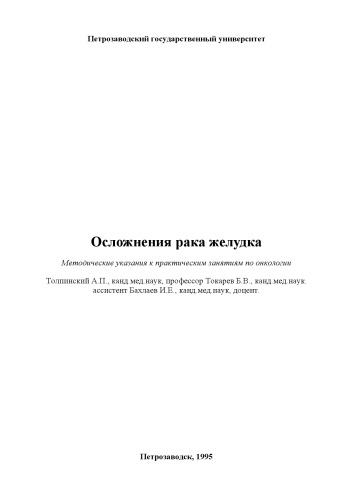 Петрозаводский государственный университет
Осложнения рака желудка
Методические указания к практическим занятиям по онкологии
Толпинский А.П., канд.мед.наук, профессор Токарев Б.В., канд.мед.наук.
ассистент Бахлаев И.Е., канд.мед.наук, доцент.
Петрозаводск, 1995